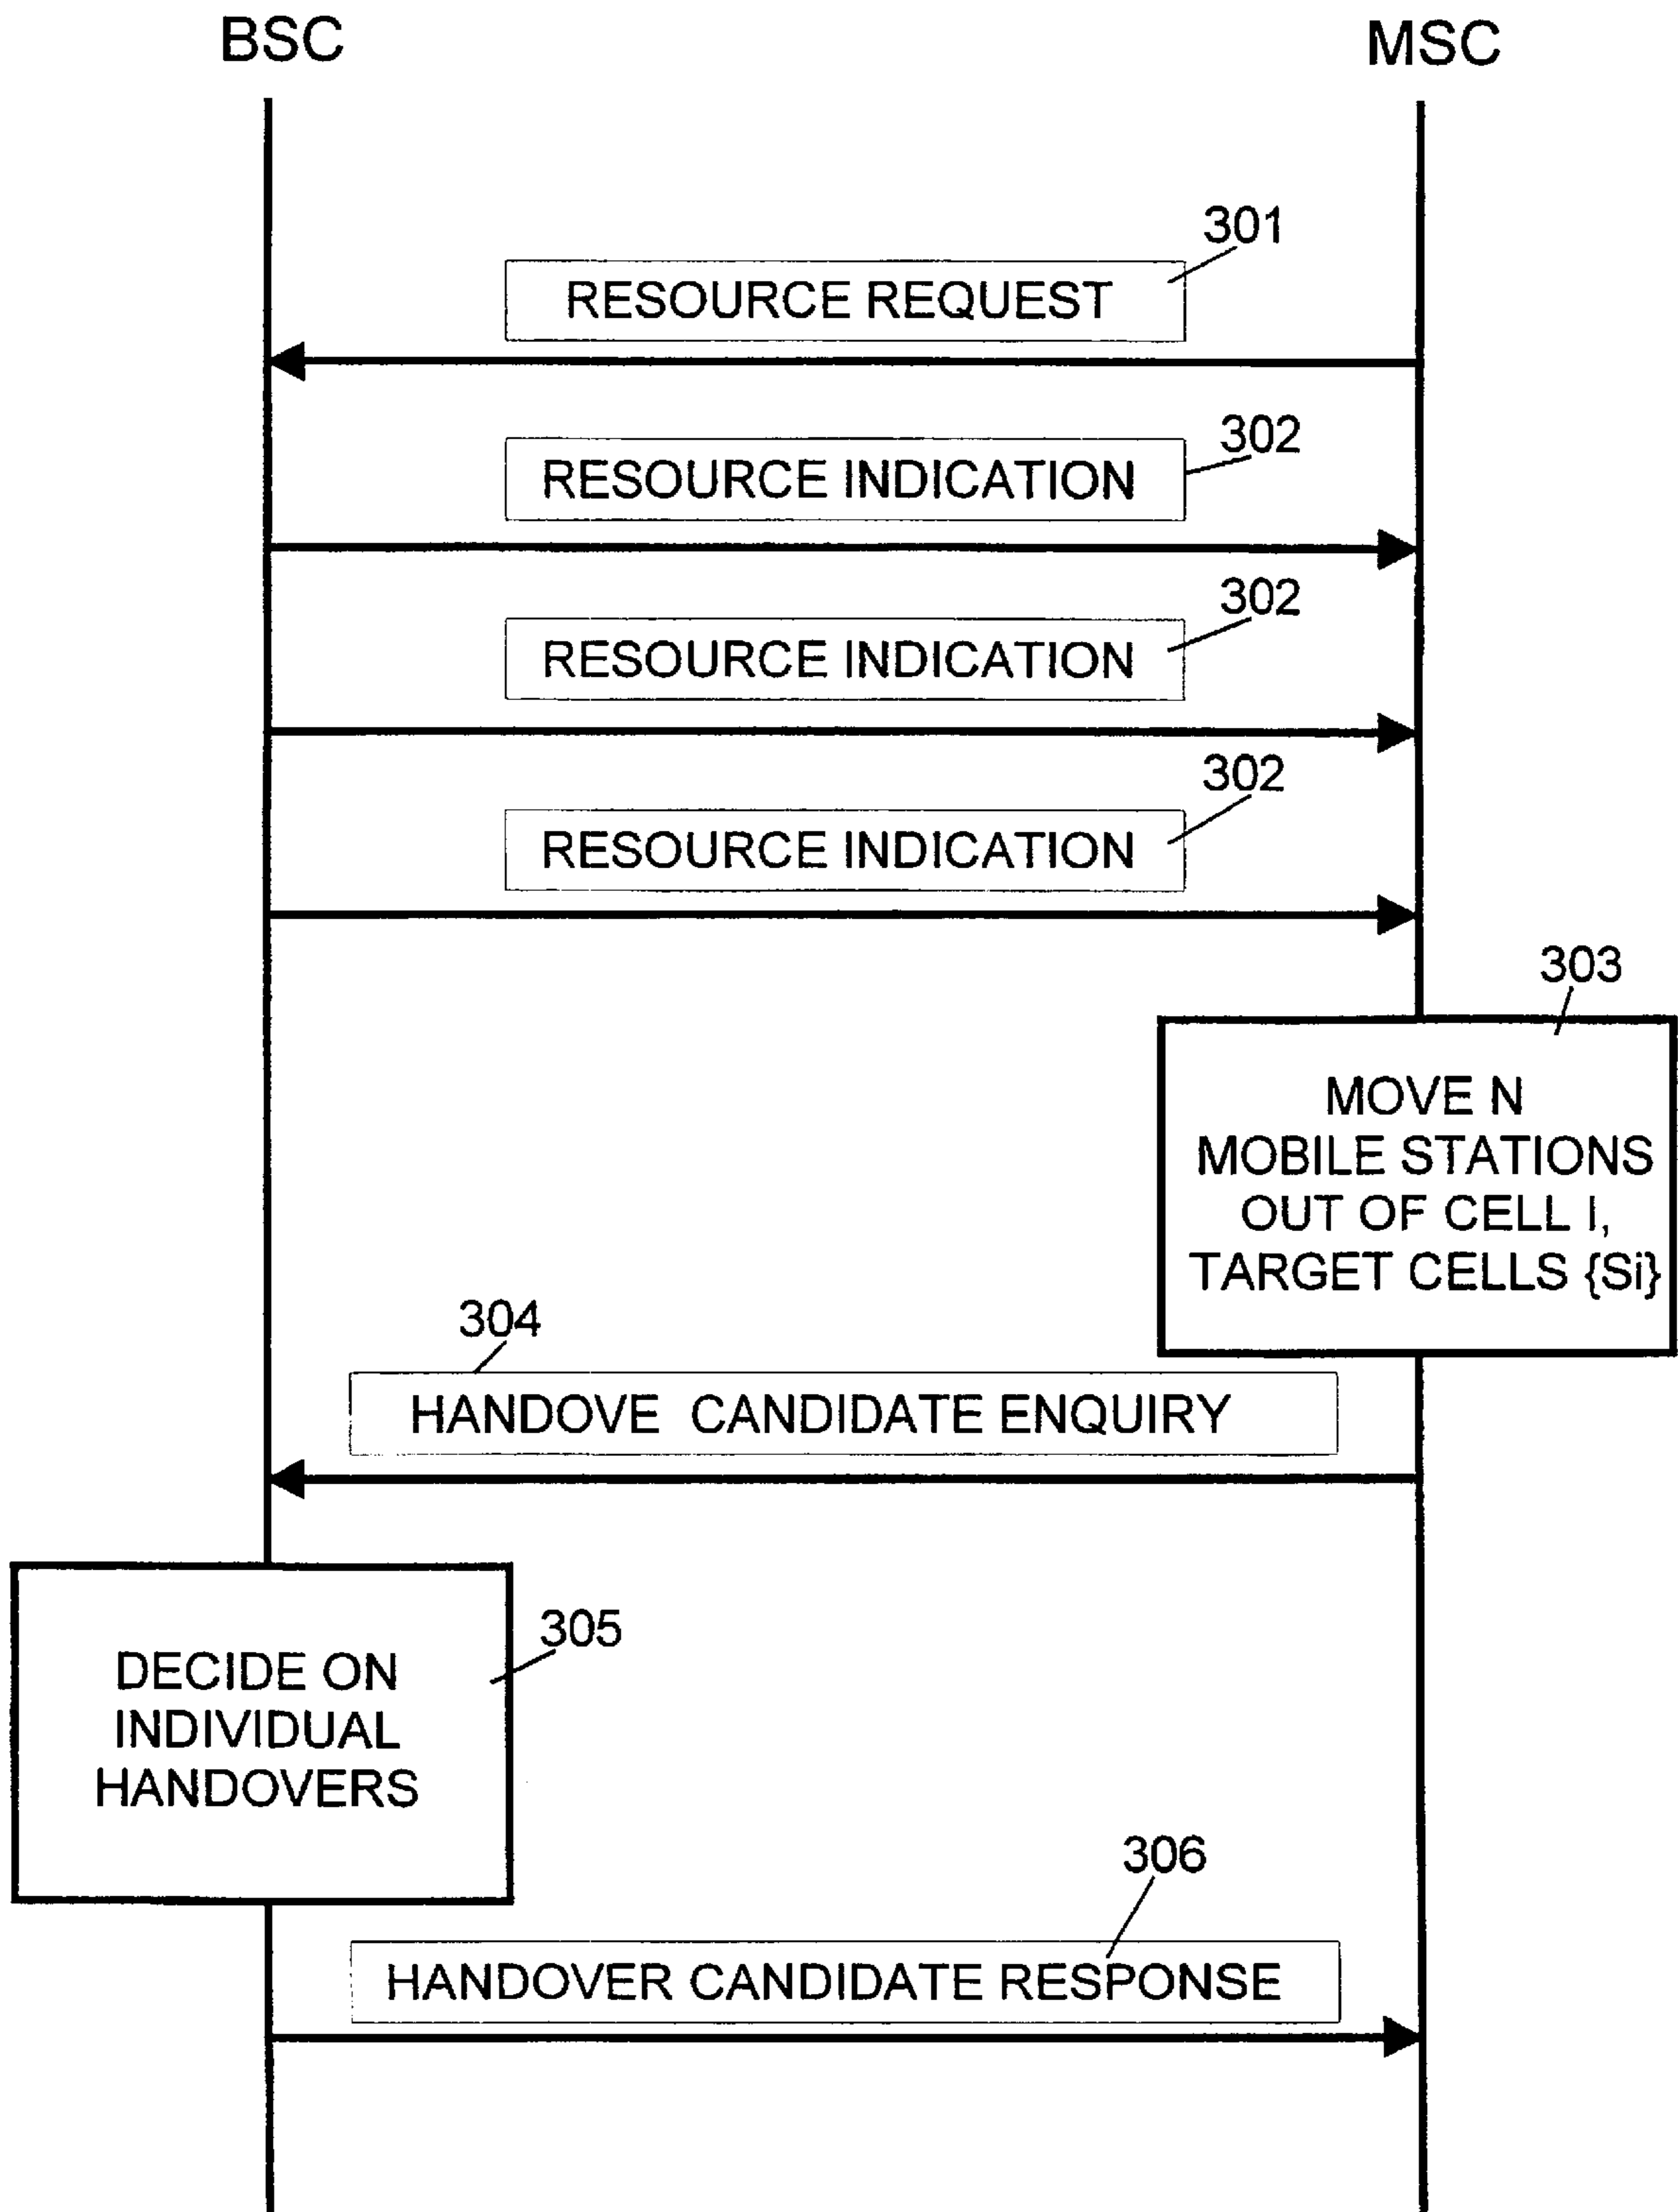 BSC
MSC
301
RESOURCE REQUEST
302
RESOURCE INDICATION
302
RESOURCE INDICATION
302
RESOURCE INDICATION
303
MOVE N
MOBILE STATIONS
OUT OF CELL I,
TARGET CELLS {Si}
304
HANDOVE CANDIDATE ENQUIRY
305
DECIDE ON
INDIVIDUAL
HANDOVERS
306
HANDOVER CANDIDATE RESPONSE